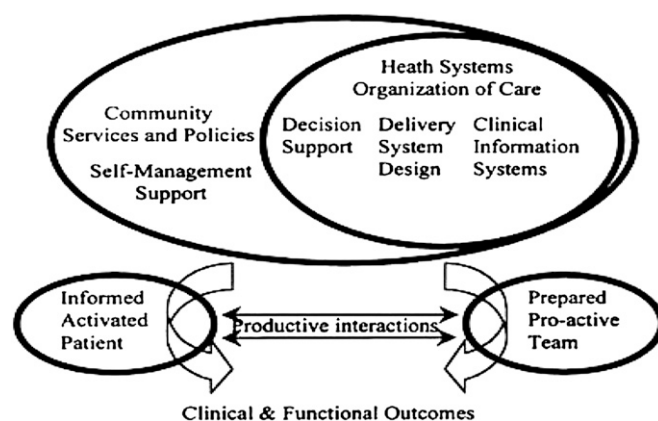 Heath Systems
Organization of Care
Community
Services and Policies
Self-Management
Support
Decision
Support
Delivery
System
Design
Clinical
Information
Systems
Informed
Activated
Patient
Productive interactions
Prepared
Pro-active
Team
Clinical & Functional Outcomes